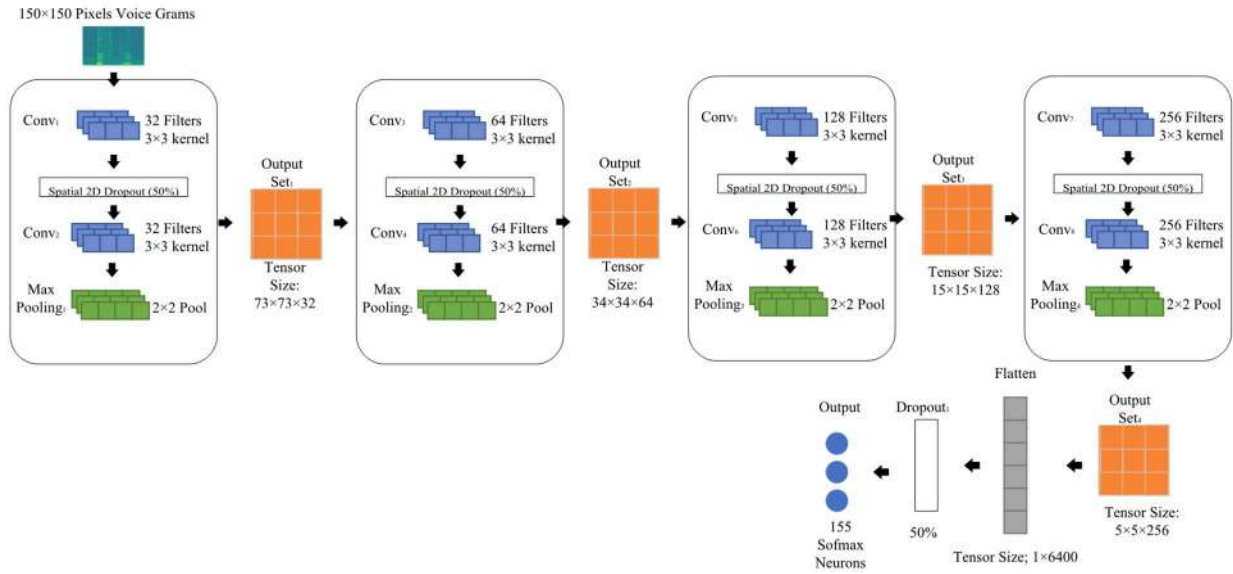 150×150 Pixels Voice Grams
Conv₁
32 Filters
3×3 kernel
Spatial 2D Dropout (50%)
Conv₂
32 Filters
3×3 kernel
Max
Pooling₁
2×2 Pool
Output
Set₁
Tensor
Size:
73×73×32
Conv₃
64 Filters
3×3 kernel
Spatial 2D Dropout (50%)
Conv₄
64 Filters
3×3 kernel
Max
Pooling₂
2×2 Pool
Output
Set₂
Tensor
Size:
34×34×64
Conv₅
128 Filters
3×3 kernel
Spatial 2D Dropout (50%)
Conv₆
128 Filters
3×3 kernel
Max
Pooling₃
2×2 Pool
Output
Set₃
Tensor Size:
15×15×128
Conv₇
256 Filters
3×3 kernel
Spatial 2D Dropout (50%)
Conv₈
256 Filters
3×3 kernel
Max
Pooling₄
2×2 Pool
Output
Set₄
Tensor Size:
5×5×256
Flatten
Tensor Size; 1×6400
Dropout₁
50%
Output
155
Sofmax
Neurons